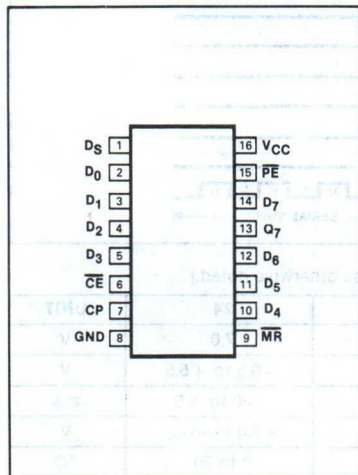 DS 1 16 VCC
D0 2 15 PE
D1 3 14 D7
D2 4 13 Q7
D3 5 12 D6
CE 6 11 D5
CP 7 10 D4
GND 8 9 MR